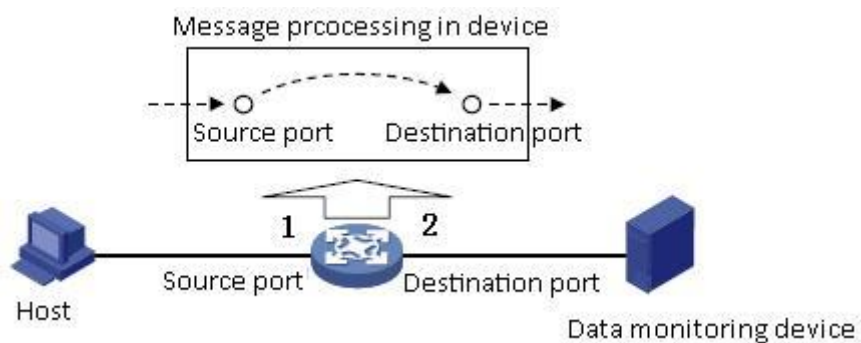 Message prcocessing in device
Source port
Destination port
1
2
Source port
Destination port
Host
Data monitoring device